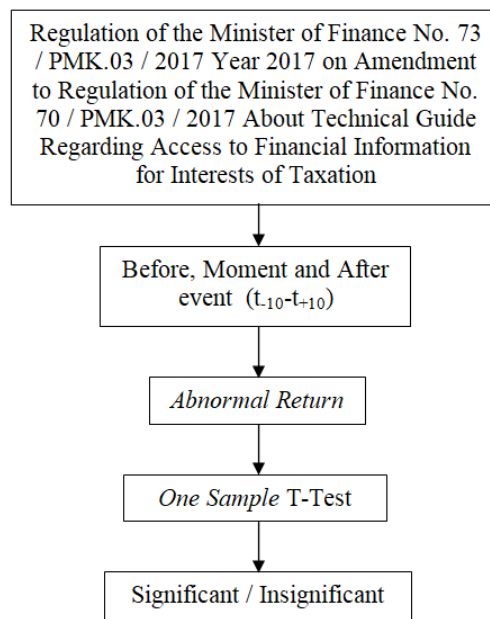 Regulation of the Minister of Finance No. 73
/ PMK.03 / 2017 Year 2017 on Amendment
to Regulation of the Minister of Finance No.
70 / PMK.03 / 2017 About Technical Guide
Regarding Access to Financial Information
for Interests of Taxation
Before, Moment and After
event (t-10-t+10)
Abnormal Return
One Sample T-Test
Significant / Insignificant